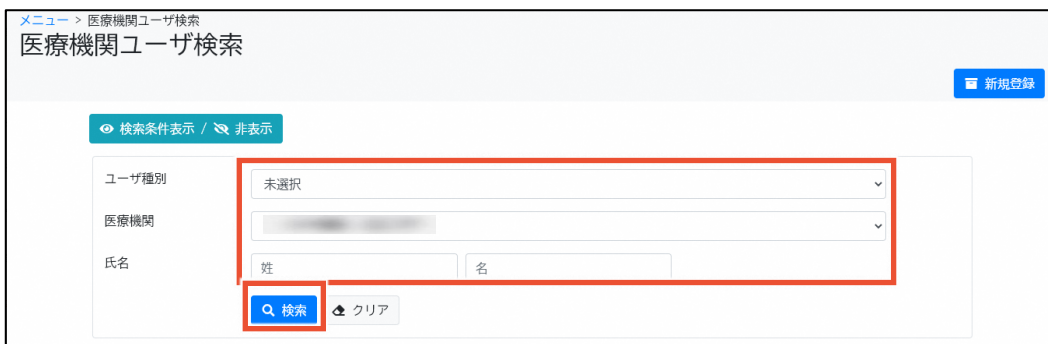 メニュー > 医療機関ユーザ検索
医療機関ユーザ検索
新規登録
検索条件表示 / 非表示
ユーザ種別 未選択
医療機関
氏名 姓 名
検索 クリア